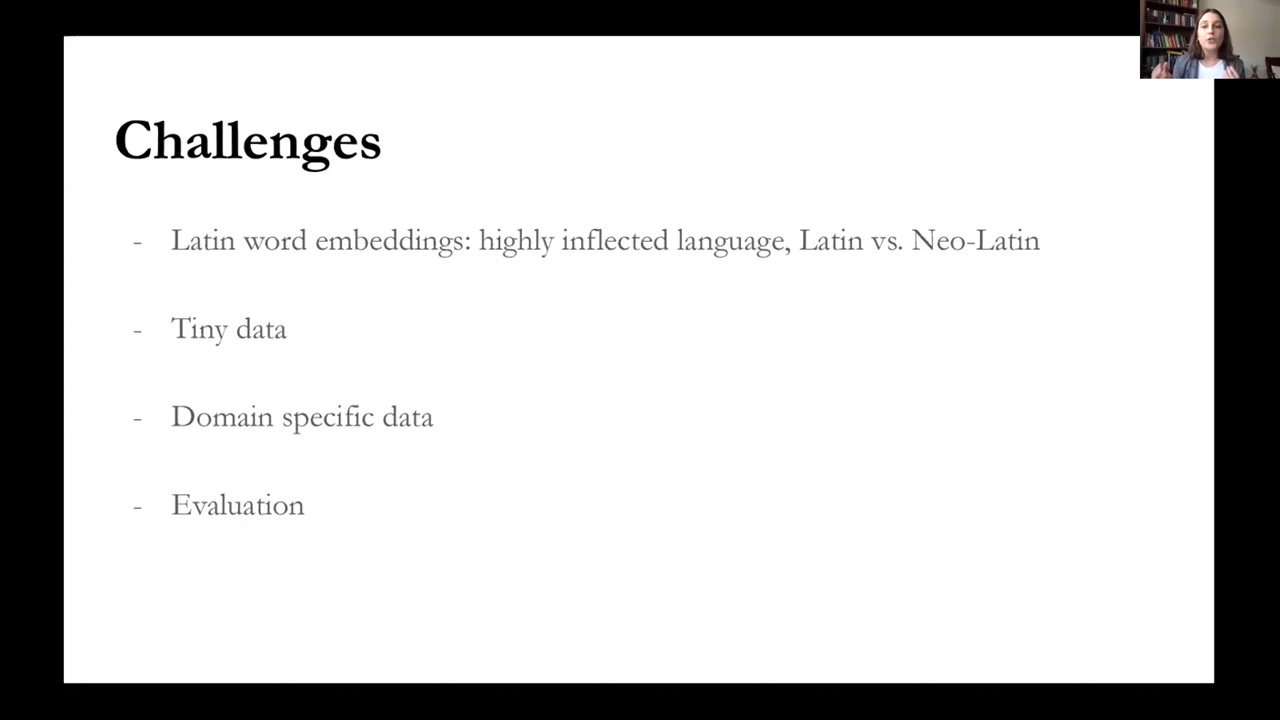 Challenges
- Latin word embeddings: highly inflected language, Latin vs. Neo-Latin
- Tiny data
- Domain specific data
- Evaluation